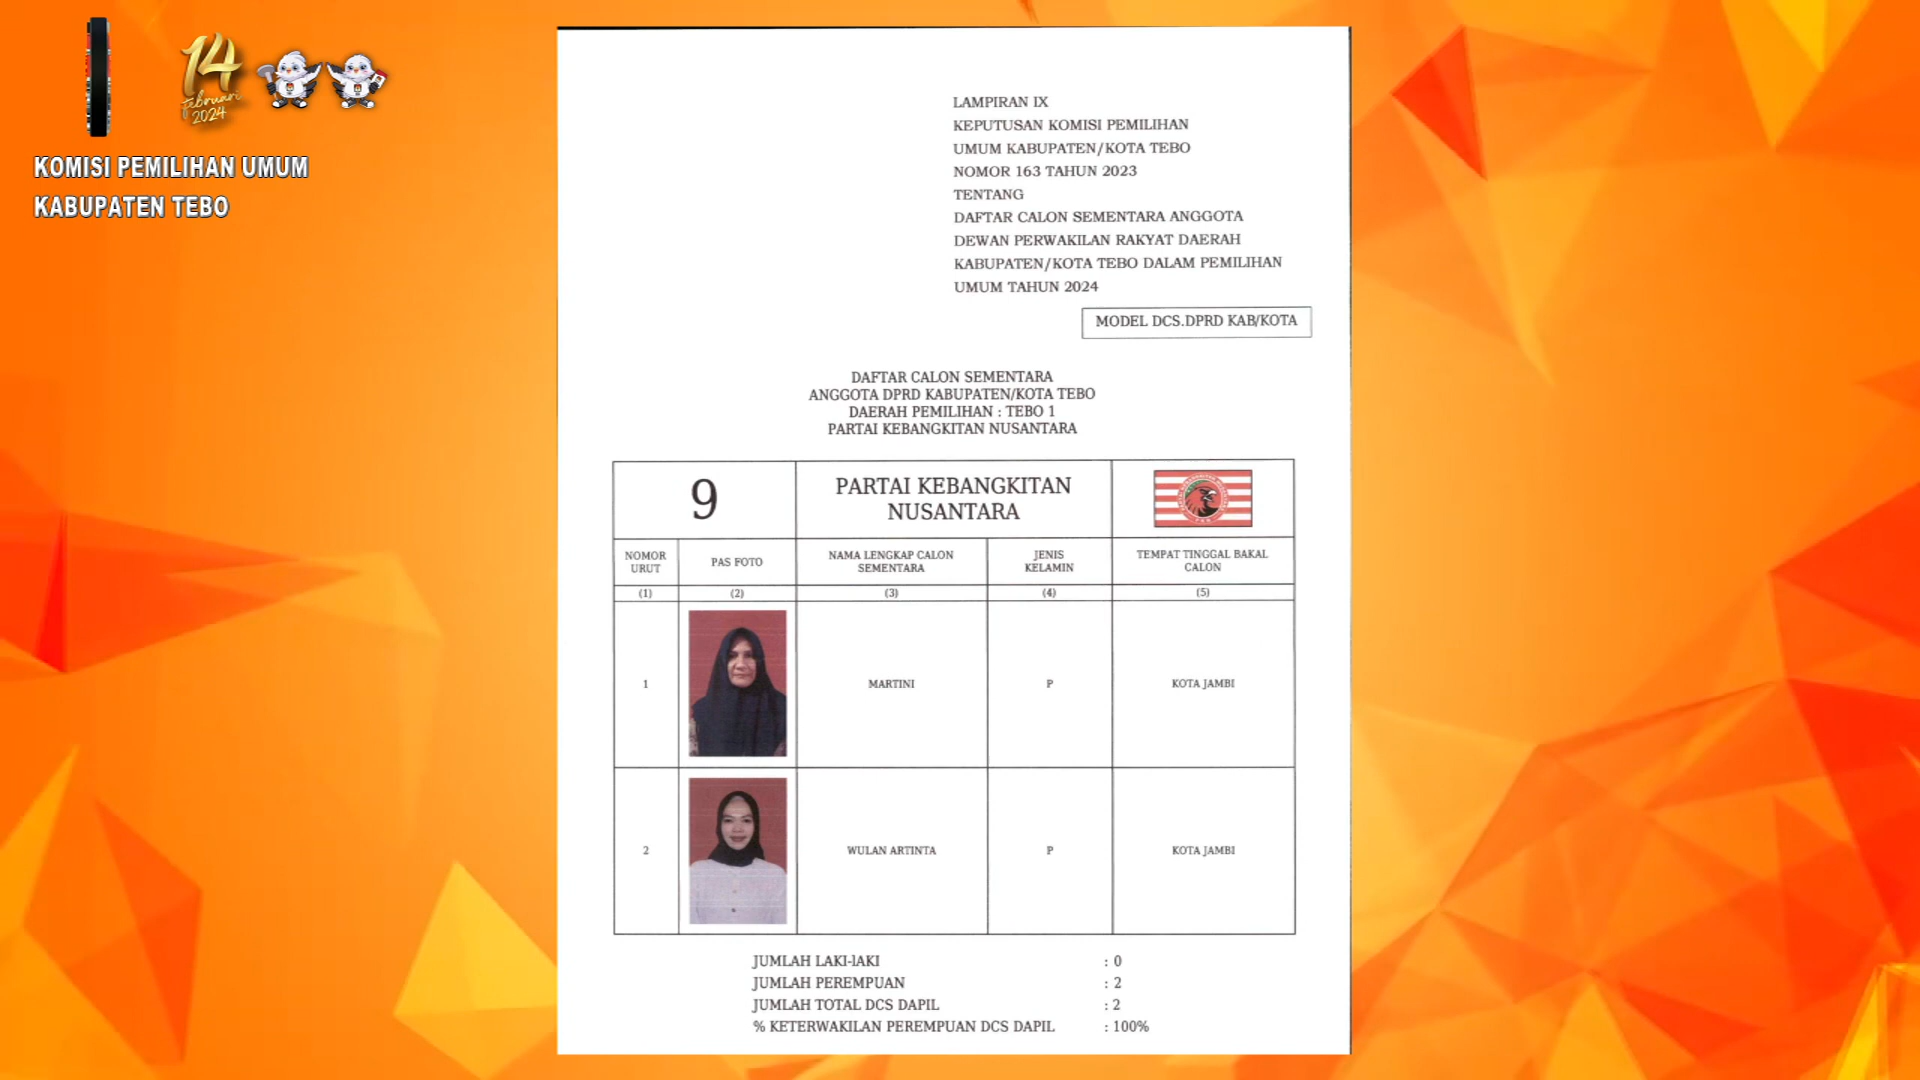 14
Februari
2024
KOMISI PEMILIHAN UMUM
KABUPATEN TEBO
LAMPIRAN IX
KEPUTUSAN KOMISI PEMILIHAN
UMUM KABUPATEN/KOTA TEBO
NOMOR 163 TAHUN 2023
TENTANG
DAFTAR CALON SEMENTARA ANGGOTA
DEWAN PERWAKILAN RAKYAT DAERAH
KABUPATEN/KOTA TEBO DALAM PEMILIHAN
UMUM TAHUN 2024
MODEL DCS.DPRD KAB/KOTA
DAFTAR CALON SEMENTARA
ANGGOTA DPRD KABUPATEN/KOTA TEBO
DAERAH PEMILIHAN : TEBO 1
PARTAI KEBANGKITAN NUSANTARA
9
PARTAI KEBANGKITAN
NUSANTARA
NOMOR
URUT
PAS FOTO
NAMA LENGKAP CALON
SEMENTARA
JENIS
KELAMIN
TEMPAT TINGGAL BAKAL
CALON
(1) (2) (3) (4) (5)
1 MARTINI P KOTA JAMBI
2 WULAN ARTINTA P KOTA JAMBI
JUMLAH LAKI-lAKI : 0
JUMLAH PEREMPUAN : 2
JUMLAH TOTAL DCS DAPIL : 2
% KETERWAKILAN PEREMPUAN DCS DAPIL : 100%